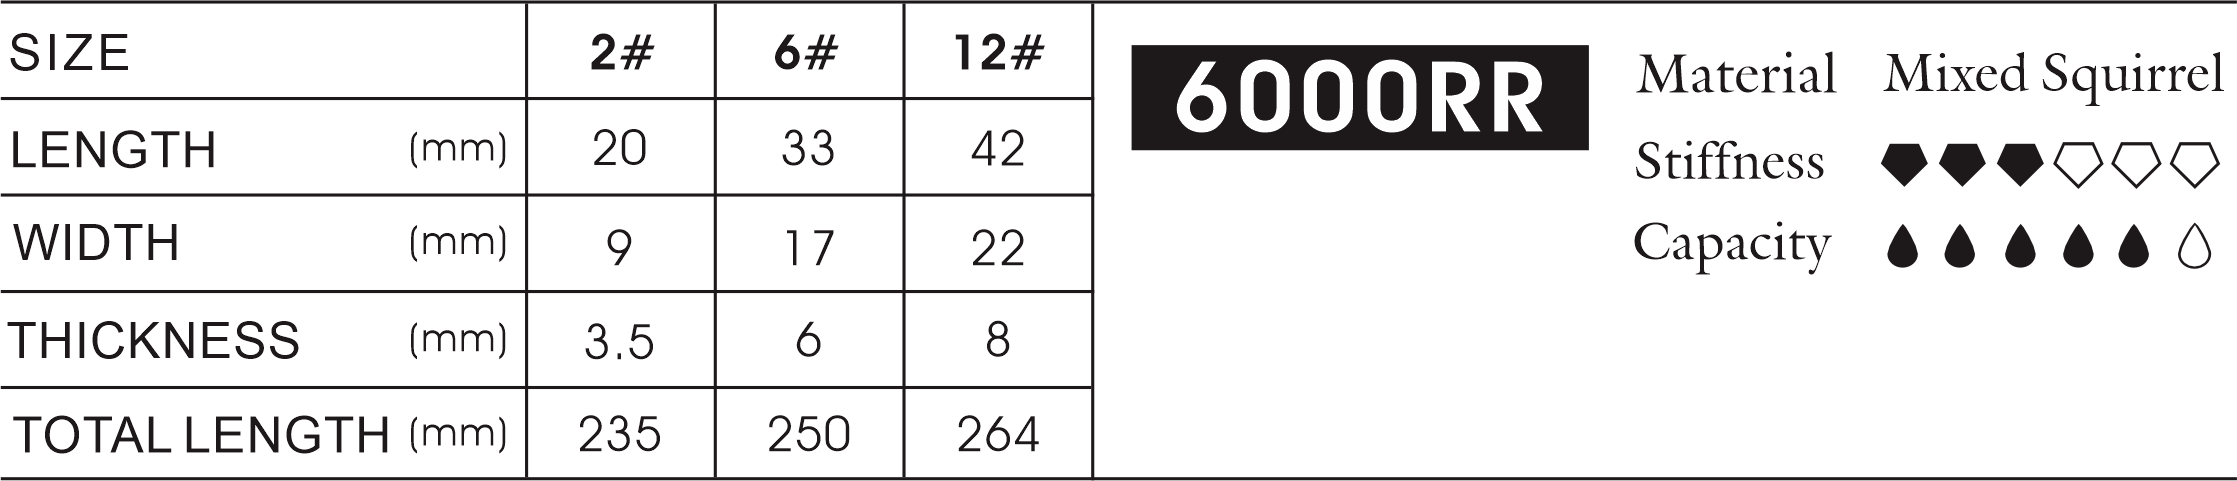 SIZE 2# 6# 12#
LENGTH (mm) 20 33 42
WIDTH (mm) 9 17 22
THICKNESS (mm) 3.5 6 8
TOTAL LENGTH (mm) 235 250 264
6000RR
Material Mixed Squirrel
Stiffness
Capacity